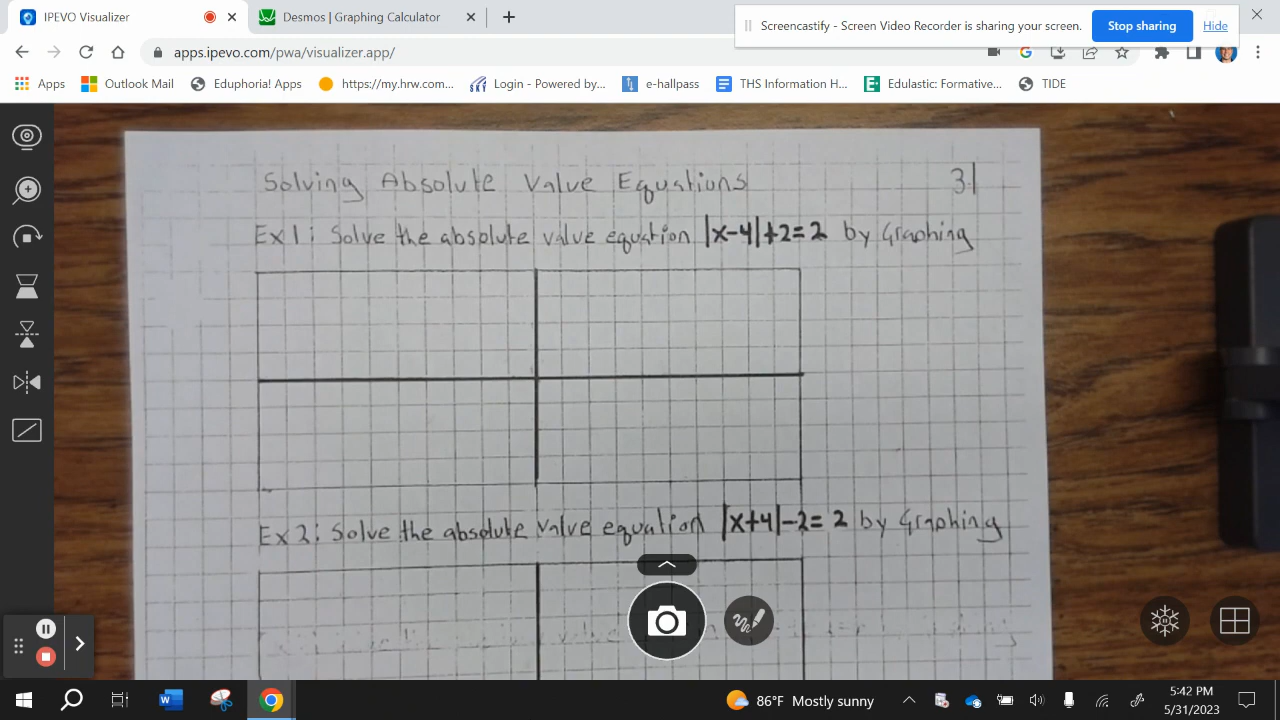 IPEVO Visualizer
Desmos | Graphing Calculator
Screencastify - Screen Video Recorder is sharing your screen.
Stop sharing
Hide
apps.ipevo.com/pwa/visualizer.app/
Apps
Outlook Mail
Eduphoria! Apps
https://my.hrw.com...
Login - Powered by...
e-hallpass
THS Information H...
Edulastic: Formative...
TIDE
Solving Absolute Value Equations 3.1
Ex 1: Solve the absolute value equation |x-4|+2=2 by Graphing
Ex 2: Solve the absolute value equation |x+4|-2=2 by Graphing
86°F Mostly sunny
5:42 PM
5/31/2023